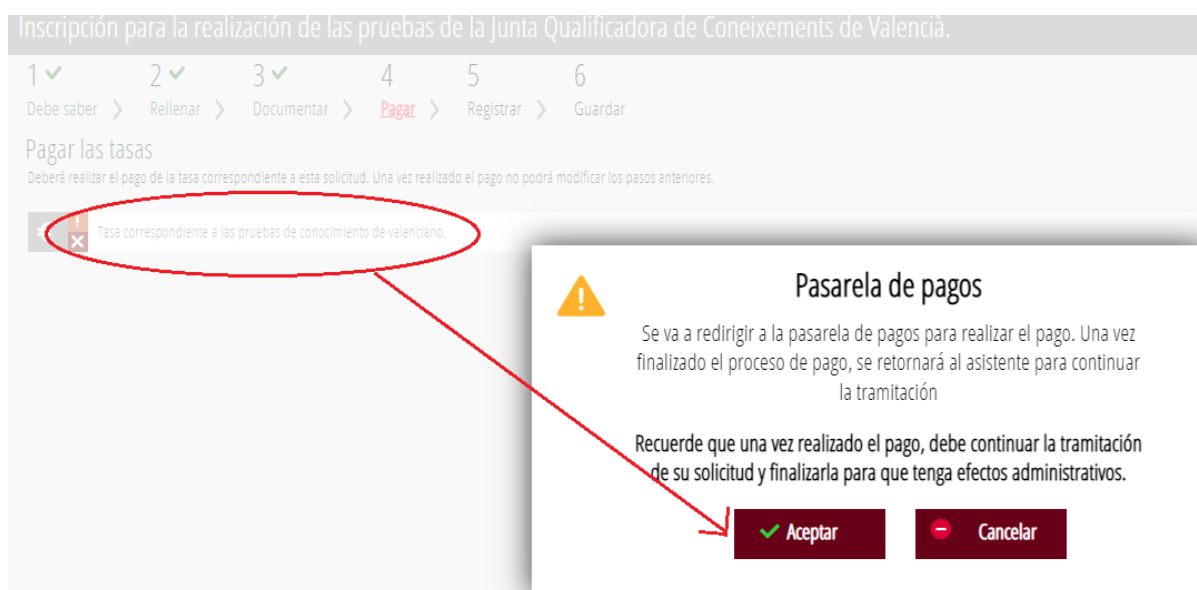 Inscripción para la realización de las pruebas de la Junta Qualificadora de Coneixements de Valencià.
1 2 3 4 5 6
Debe saber Rellenar Documentar Pagar Registrar Guardar
Pagar las tasas
Deberá realizar el pago de la tasa correspondiente a esta solicitud. Una vez realizado el pago no podrá modificar los pasos anteriores.
Tasa correspondiente a las pruebas de conocimiento de valenciano.
Pasarela de pagos
Se va a redirigir a la pasarela de pagos para realizar el pago. Una vez
finalizado el proceso de pago, se retornará al asistente para continuar
la tramitación
Recuerde que una vez realizado el pago, debe continuar la tramitación
de su solicitud y finalizarla para que tenga efectos administrativos.
Aceptar Cancelar